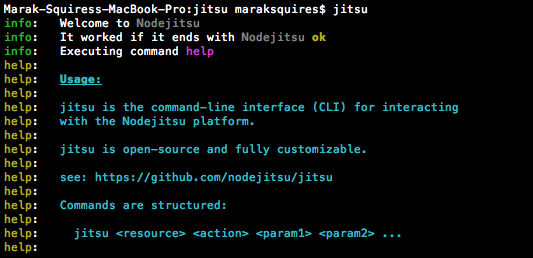 Marak-Squiress-MacBook-Pro:jitsu maraksquires$ jitsu
info:   Welcome to Nodejitsu
info:   It worked if it ends with Nodejitsu ok
info:   Executing command help
help:
help:   Usage:
help:
help:   jitsu is the command-line interface (CLI) for interacting
help:   with the Nodejitsu platform.
help:
help:   jitsu is open-source and fully customizable.
help:
help:   see: https://github.com/nodejitsu/jitsu
help:
help:   Commands are structured:
help:
help:     jitsu <resource> <action> <param1> <param2> ...
help: